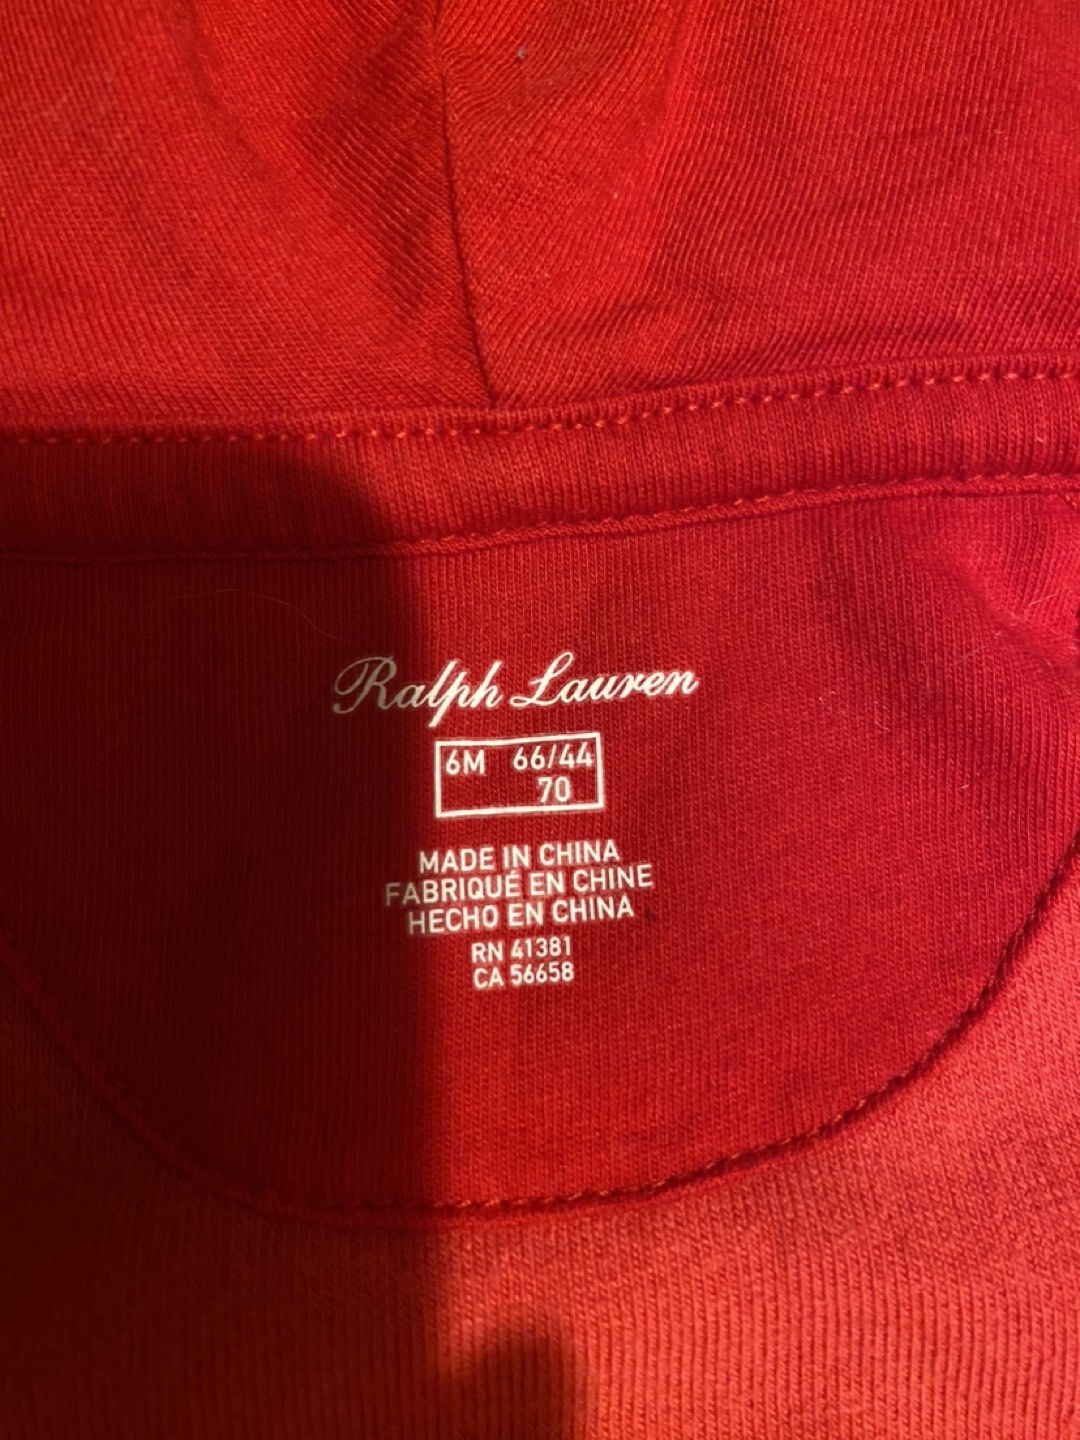 Ralph Lauren
6M 66/44
70
MADE IN CHINA
FABRIQUÉ EN CHINE
HECHO EN CHINA
RN 41381
CA 56658